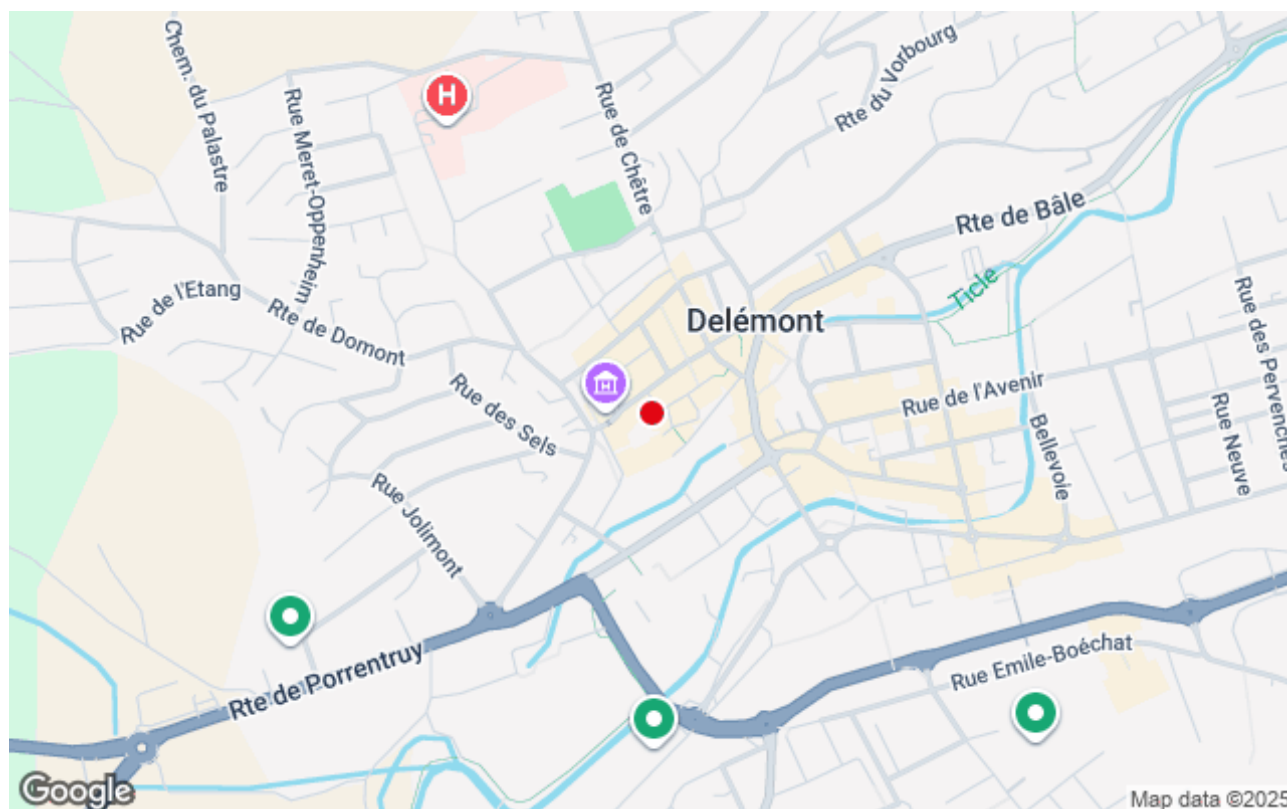 Chem. du Palastre
Rue Meret-Oppenheim
H
Rue de Chêtre
Rte du Vorbourg
Rte de Bâle
Ticle
Rue de l'Etang
Rte de Domont
Delémont
Rue des Pervenches
Rue de l'Avenir
Rue des Sels
Bellevoie
Rue Neuve
Rue Jolimont
Rte de Porrentruy
Rue Emile-Boéchat
Google
Map data ©2025